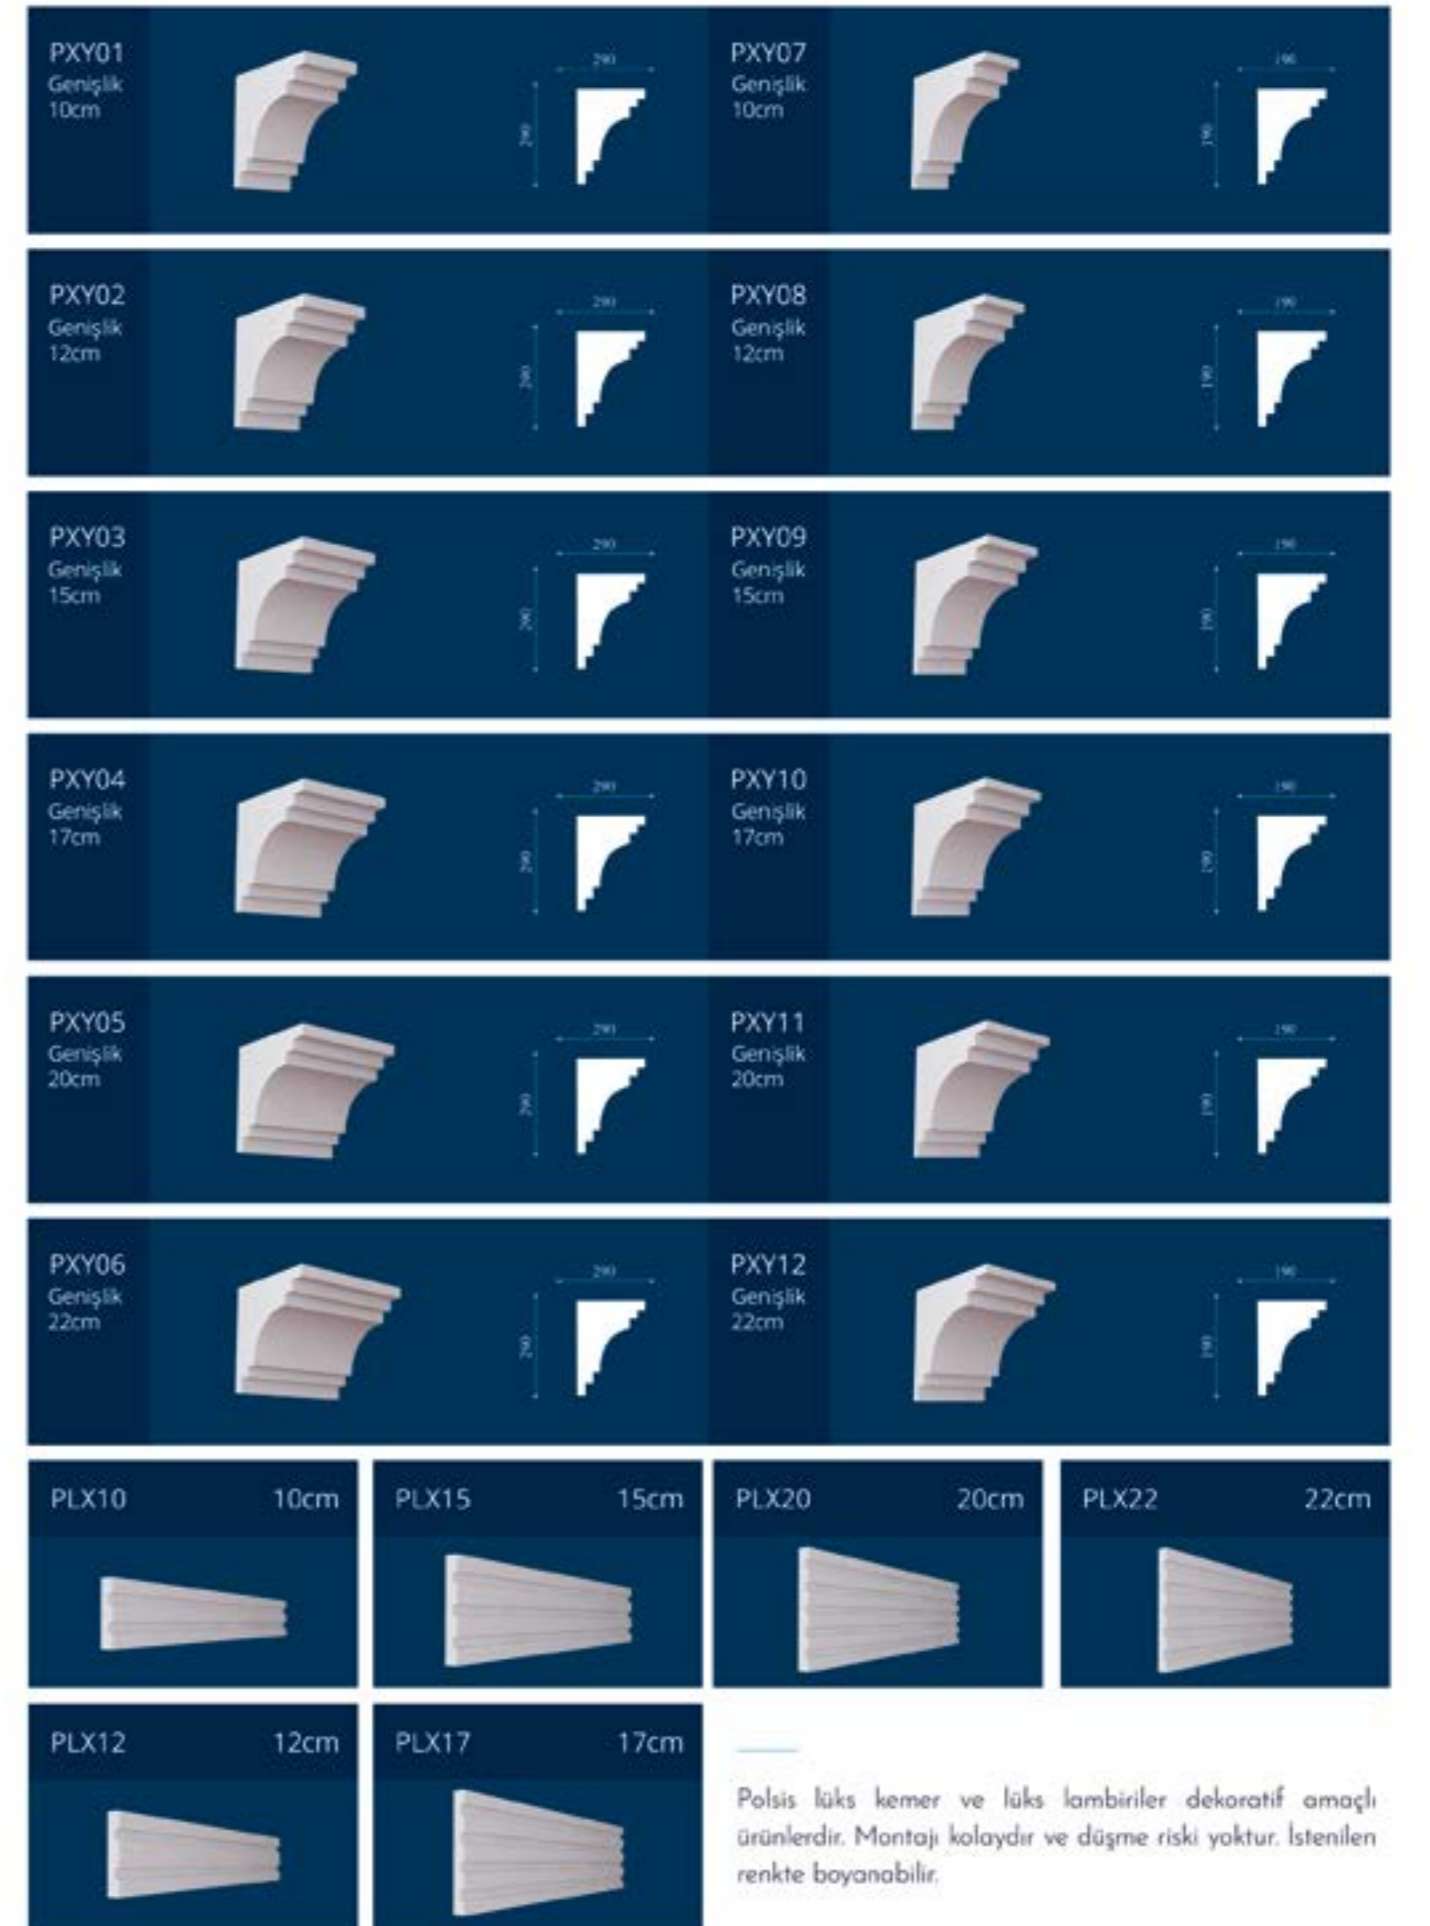 PXY01
Genişlik
10cm
290
290
PXY07
Genişlik
10cm
190
190
PXY02
Genişlik
12cm
290
290
PXY08
Genişlik
12cm
190
190
PXY03
Genişlik
15cm
290
290
PXY09
Genişlik
15cm
190
190
PXY04
Genişlik
17cm
290
290
PXY10
Genişlik
17cm
190
190
PXY05
Genişlik
20cm
290
290
PXY11
Genişlik
20cm
190
190
PXY06
Genişlik
22cm
290
290
PXY12
Genişlik
22cm
190
190
PLX10 10cm
PLX15 15cm
PLX20 20cm
PLX22 22cm
PLX12 12cm
PLX17 17cm
Polsis lüks kemer ve lüks lambiriler dekoratif amaçlı
ürünlerdir. Montajı kolaydır ve düşme riski yoktur. İstenilen
renkte boyanabilir.